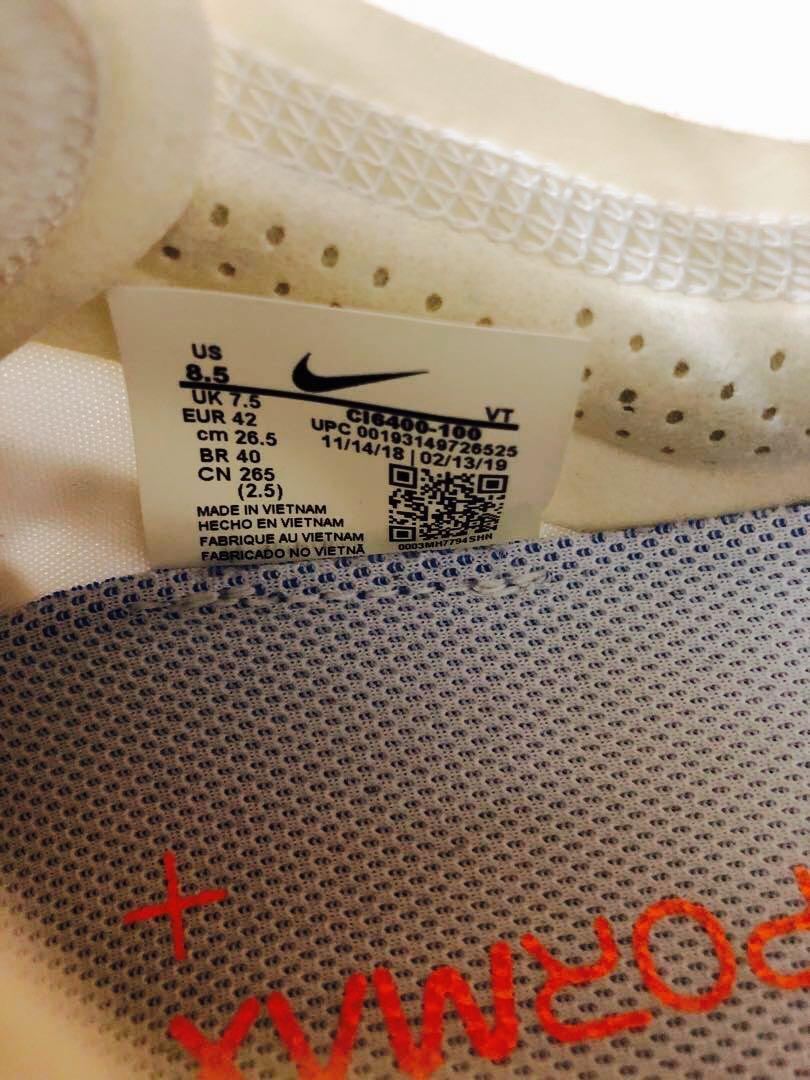 US
8.5
UK 7.5
EUR 42
cm 26.5
BR 40
CN 265
(2.5)
VT
CI6400-100
UPC 00193149726525
11/14/18 | 02/13/19
MADE IN VIETNAM
HECHO EN VIETNAM
FABRIQUE AU VIETNAM
FABRICADO NO VIETNÃ
0003MH7794SHN
+
PORMAX